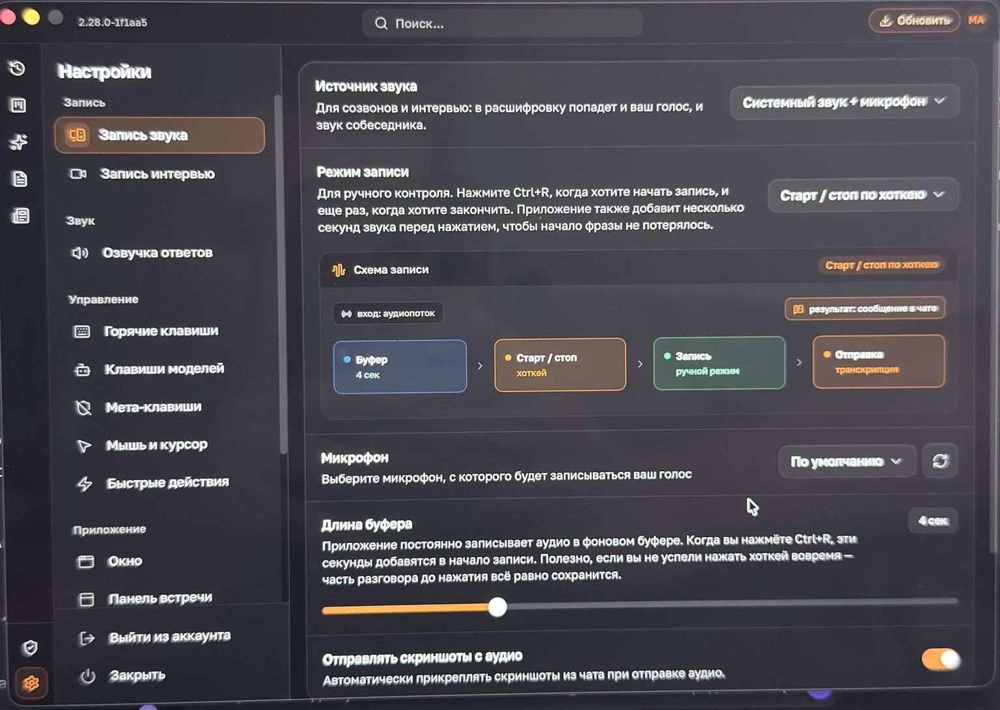 2.28.0-1f1aa5
Поиск...
Обновить
MA
Настройки
Запись
Запись звука
Запись интервью
Звук
Озвучка ответов
Управление
Горячие клавиши
Клавиши моделей
Мета-клавиши
Мышь и курсор
Быстрые действия
Приложение
Окно
Панель встречи
Выйти из аккаунта
Закрыть
Источник звука
Для созвонов и интервью: в расшифровку попадет и ваш голос, и
звук собеседника.
Системный звук + микрофон
Режим записи
Для ручного контроля. Нажмите Ctrl+R, когда хотите начать запись, и
еще раз, когда хотите закончить. Приложение также добавит несколько
секунд звука перед нажатием, чтобы начало фразы не потерялось.
Старт / стоп по хоткею
Схема записи
Старт / стоп по хоткею
вход: аудиопоток
результат: сообщение в чате
Буфер
4 сек
Старт / стоп
хоткей
Запись
ручной режим
Отправка
транскрипция
Микрофон
Выберите микрофон, с которого будет записываться ваш голос
По умолчанию
Длина буфера
4 сек
Приложение постоянно записывает аудио в фоновом буфере. Когда вы нажмёте Ctrl+R, эти
секунды добавятся в начало записи. Полезно, если вы не успели нажать хоткей вовремя —
часть разговора до нажатия всё равно сохранится.
Отправлять скриншоты с аудио
Автоматически прикреплять скриншоты из чата при отправке аудио.